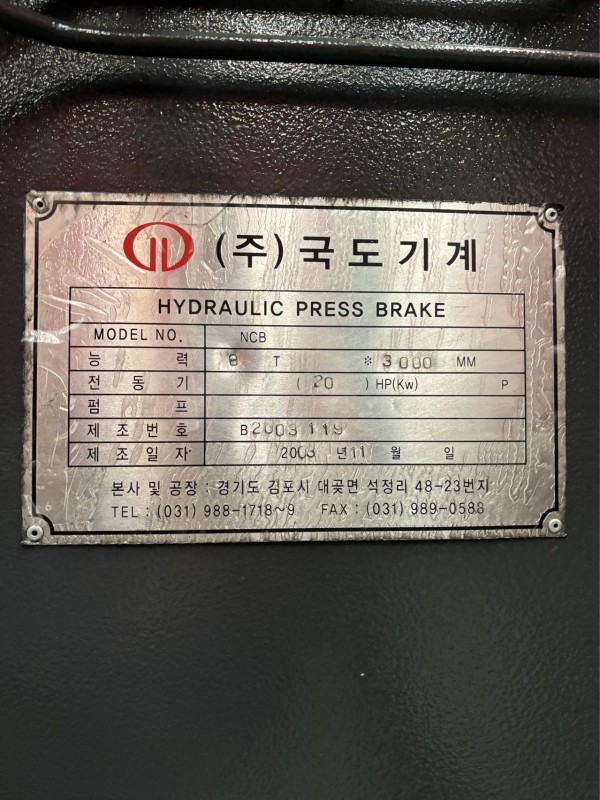 (주)국도기계
HYDRAULIC PRESS BRAKE
MODEL NO. NCB
능 력 8 T ※ 3000 MM
전 동 기 ( 20 ) HP(Kw) P
펌 프
제 조 번 호 B2003 119
제 조 일 자 2003 년 11 월 일
본사 및 공장 : 경기도 김포시 대곶면 석정리 48-23번지
TEL : (031) 988-1718~9 FAX : (031) 989-0588